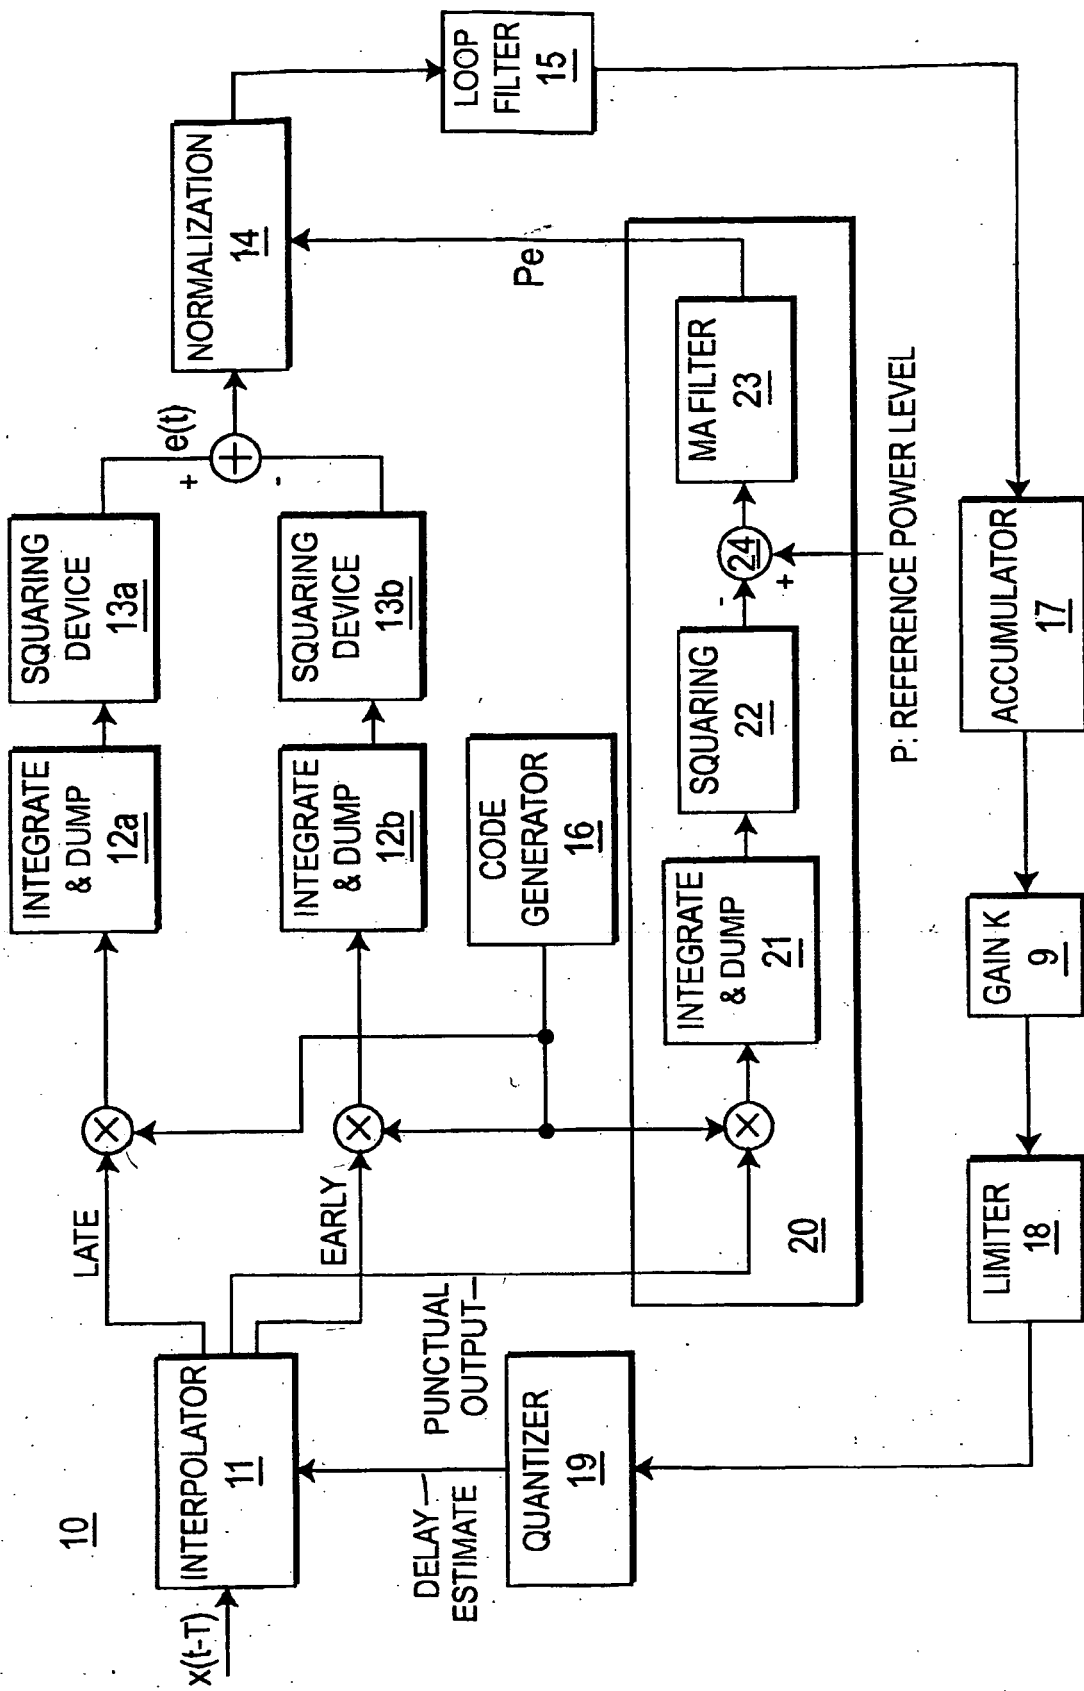 10
x(t-T)
INTERPOLATOR
11
LATE
EARLY
PUNCTUAL
OUTPUT
DELAY
ESTIMATE
QUANTIZER
19
INTEGRATE
& DUMP
12a
SQUARING
DEVICE
13a
INTEGRATE
& DUMP
12b
SQUARING
DEVICE
13b
+
e(t)
-
NORMALIZATION
14
LOOP
FILTER
15
CODE
GENERATOR
16
Pe
20
INTEGRATE
& DUMP
21
SQUARING
22
-
24
+
MA FILTER
23
P: REFERENCE POWER LEVEL
LIMITER
18
GAIN K
9
ACCUMULATOR
17